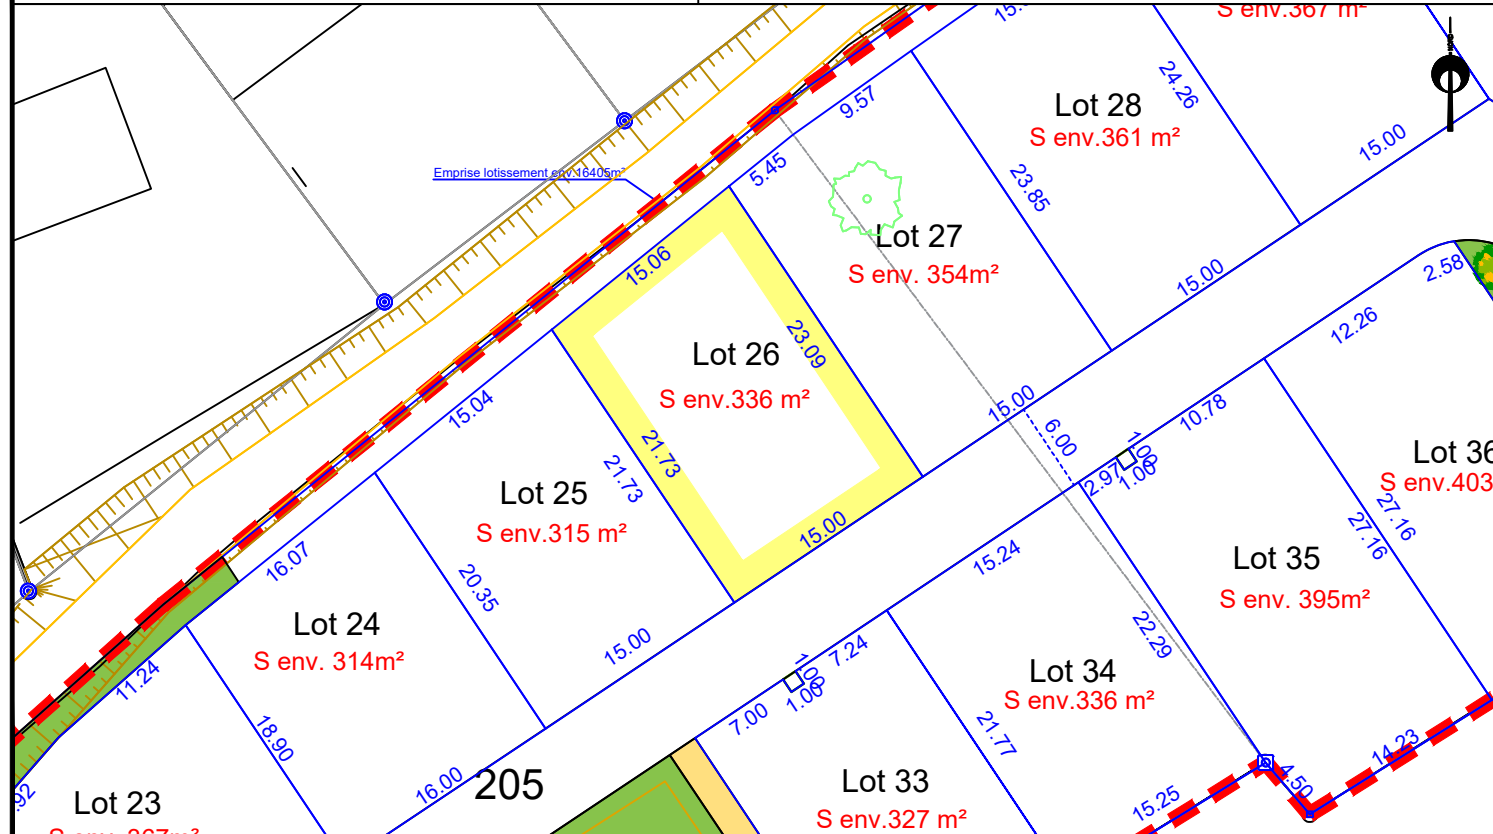 15.0
S env.367 m²
Lot 28
S env.361 m²
24.26
15.00
9.57
23.85
5.45
Emprise lotissement env.16405m²
Lot 27
S env. 354m²
15.00
2.58
12.26
15.06
Lot 26
S env.336 m²
23.09
21.73
15.00
15.00
6.00
10.78
1.00
1.00
2.97
Lot 36
S env.403
27.16
27.16
15.04
Lot 25
S env.315 m²
21.73
20.35
15.00
15.24
Lot 35
S env. 395m²
22.29
16.07
Lot 24
S env. 314m²
11.24
18.90
16.00
205
7.00
1.00
1.00
7.24
Lot 34
S env.336 m²
21.77
Lot 33
S env.327 m²
15.25
4.50
14.23
.92
Lot 23
S env. 367m²